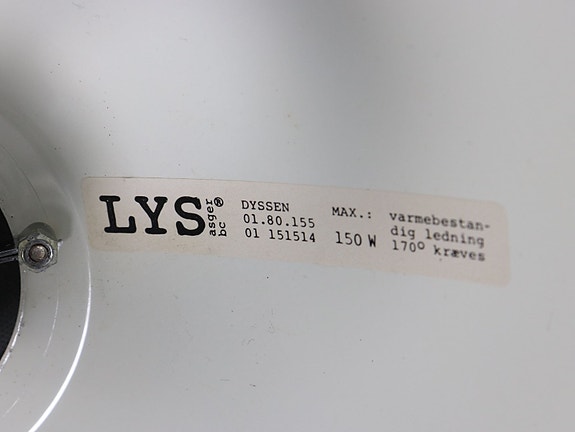 LYS®
asger
bc
DYSSEN
01.80.155
01 151514
MAX.:
150 W
varmebestan-
dig ledning
170° kræves